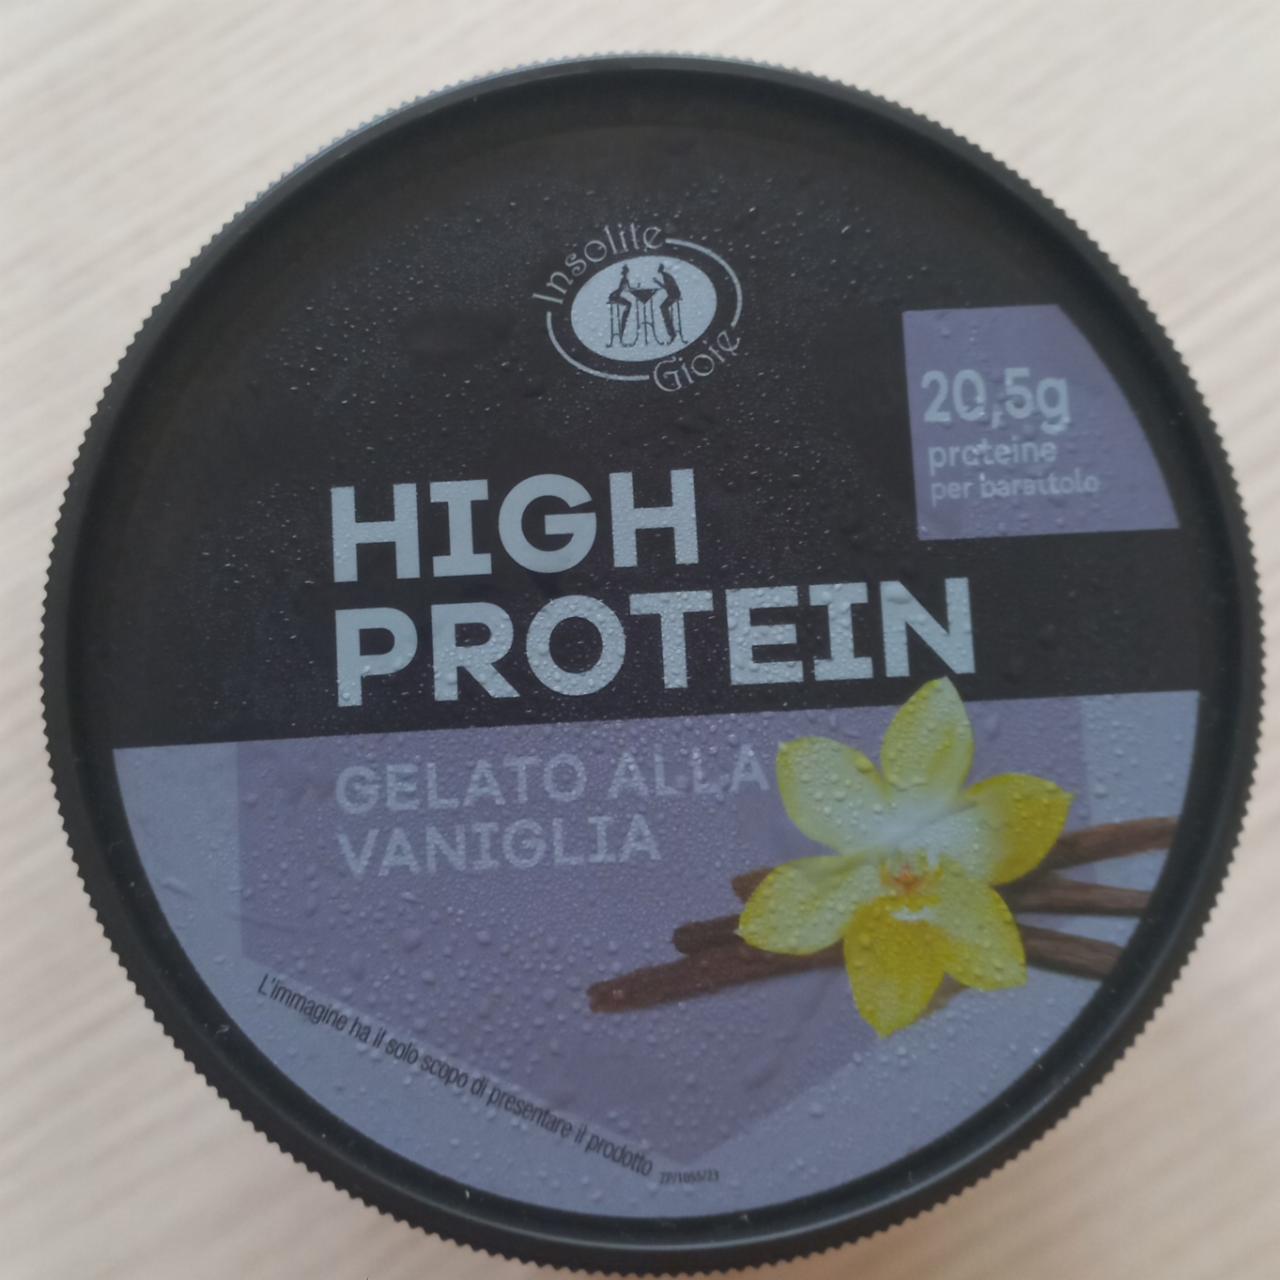 Insolite
Gioie
20,5g
proteine
per barattolo
HIGH
PROTEIN
GELATO ALLA
VANIGLIA
L'immagine ha il solo scopo di presentare il prodotto